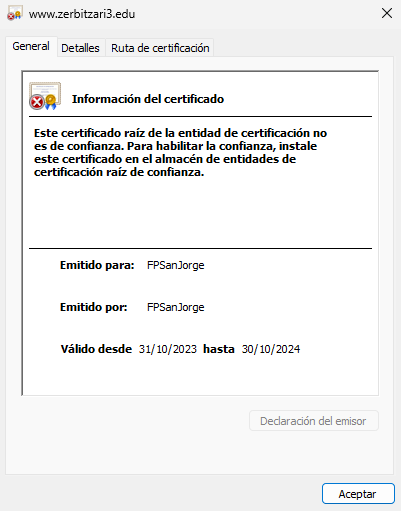 www.zerbitzari3.edu
General Detalles Ruta de certificación
Información del certificado
Este certificado raíz de la entidad de certificación no
es de confianza. Para habilitar la confianza, instale
este certificado en el almacén de entidades de
certificación raíz de confianza.
Emitido para: FPSanJorge
Emitido por: FPSanJorge
Válido desde 31/10/2023 hasta 30/10/2024
Declaración del emisor
Aceptar